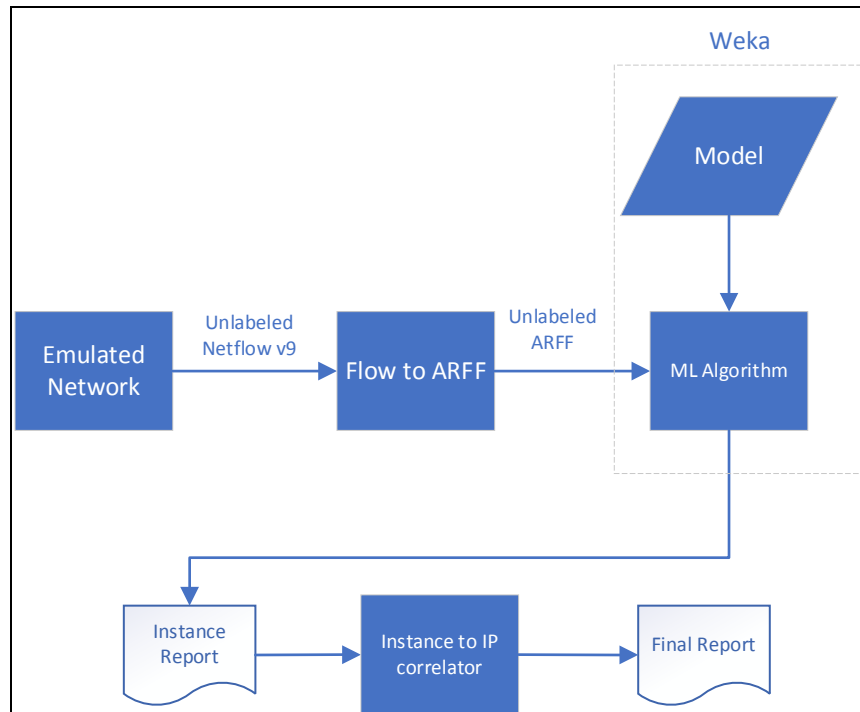 Weka
Model
Unlabeled
Netflow v9
Unlabeled
ARFF
Emulated
Network
Flow to ARFF
ML Algorithm
Instance
Report
Instance to IP
correlator
Final Report